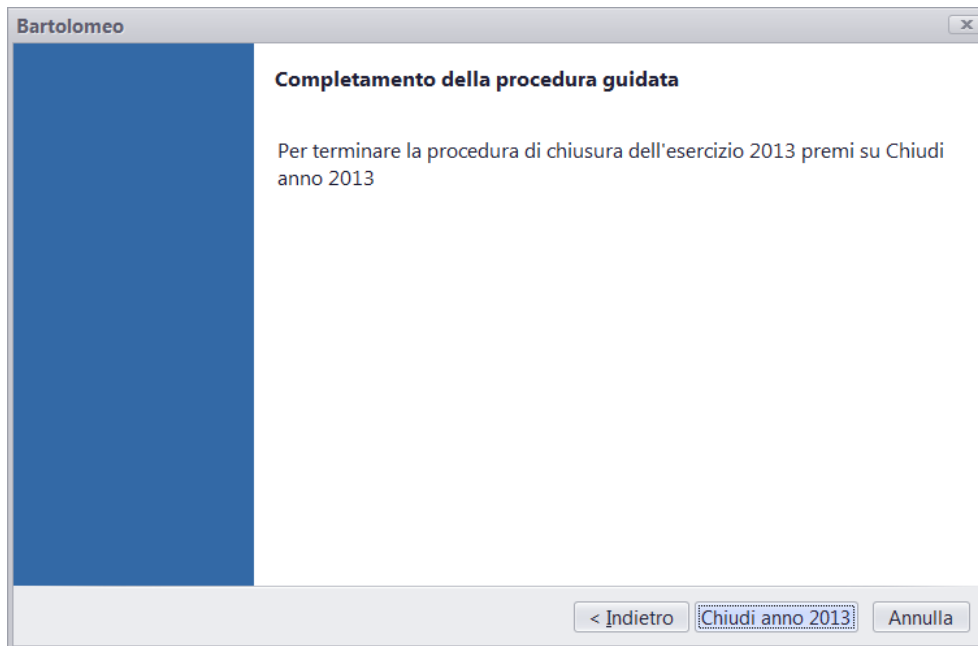 Bartolomeo
Completamento della procedura guidata
Per terminare la procedura di chiusura dell'esercizio 2013 premi su Chiudi
anno 2013
< Indietro Chiudi anno 2013 Annulla